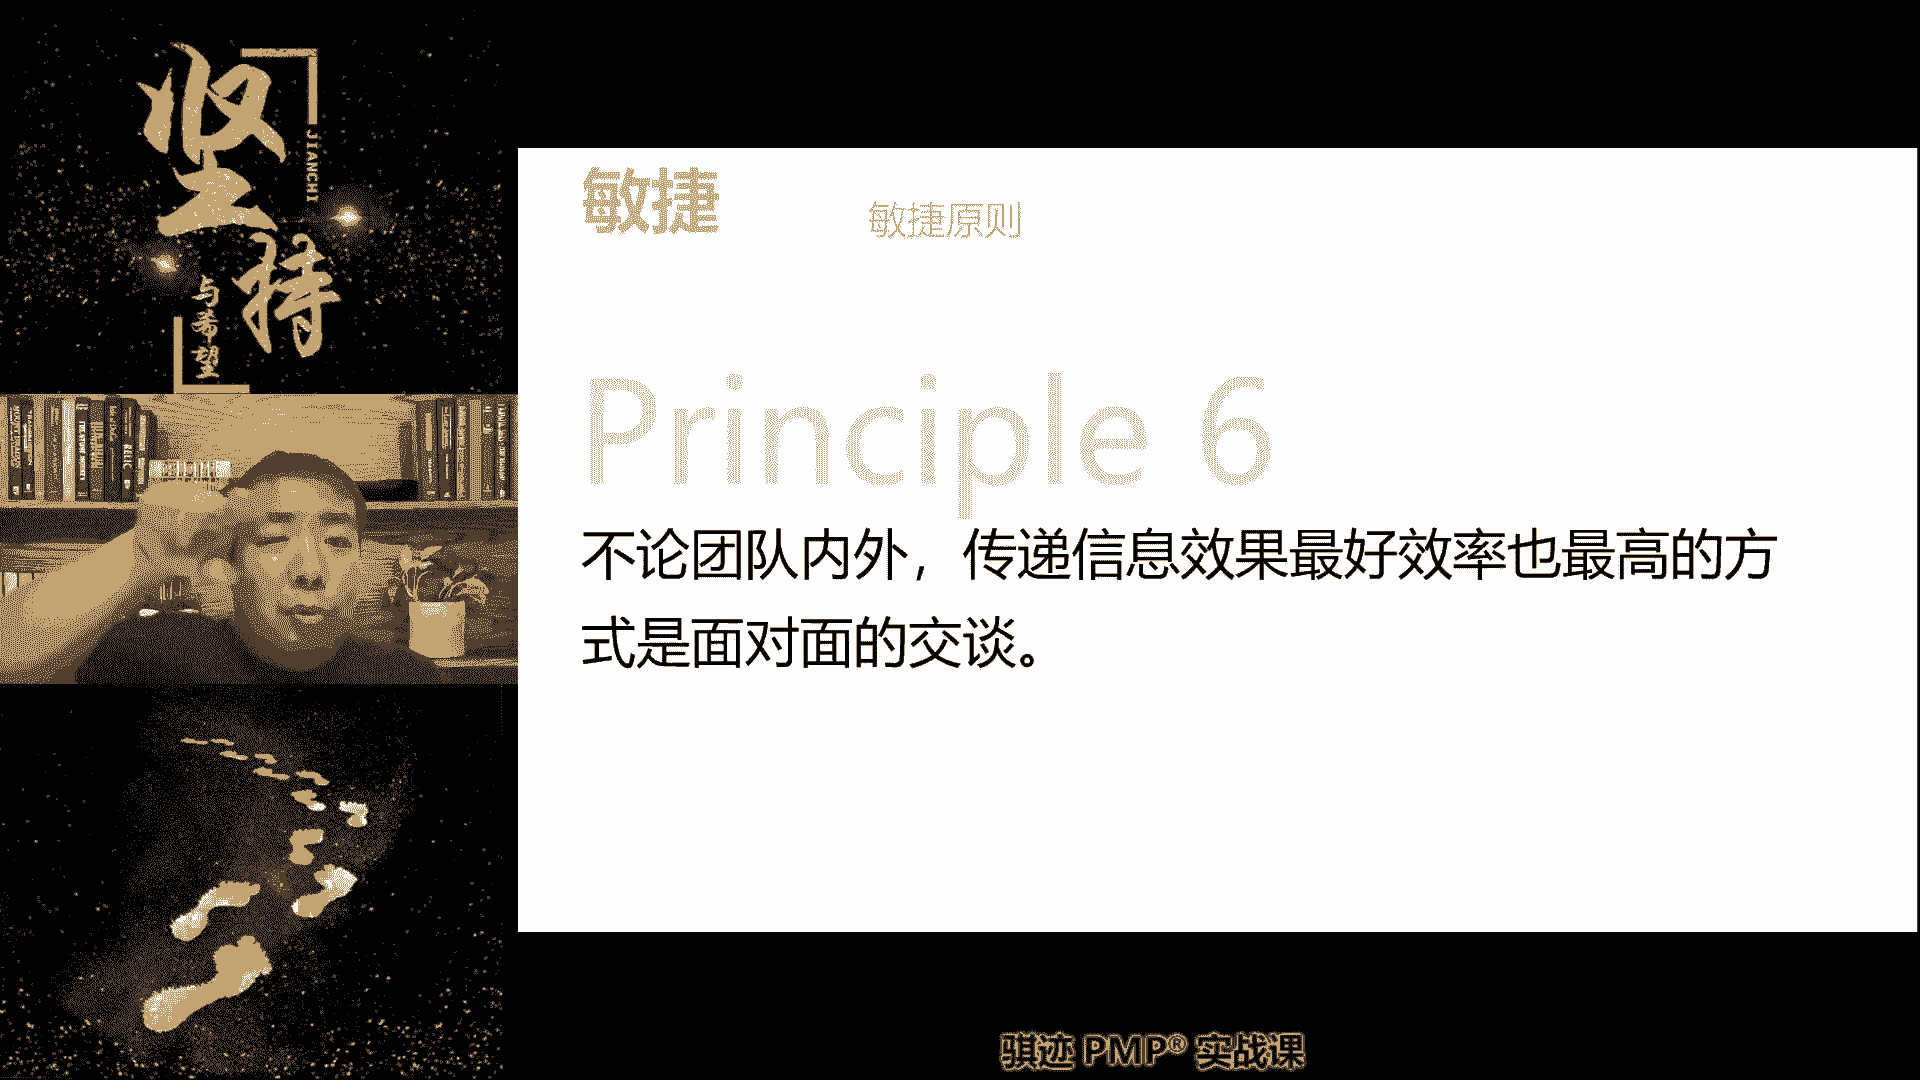 坚持
JIANCHI
与希望
敏捷
敏捷原则
Principle 6
不论团队内外，传递信息效果最好效率也最高的方
式是面对面的交谈。
骐迹 PMP® 实战课